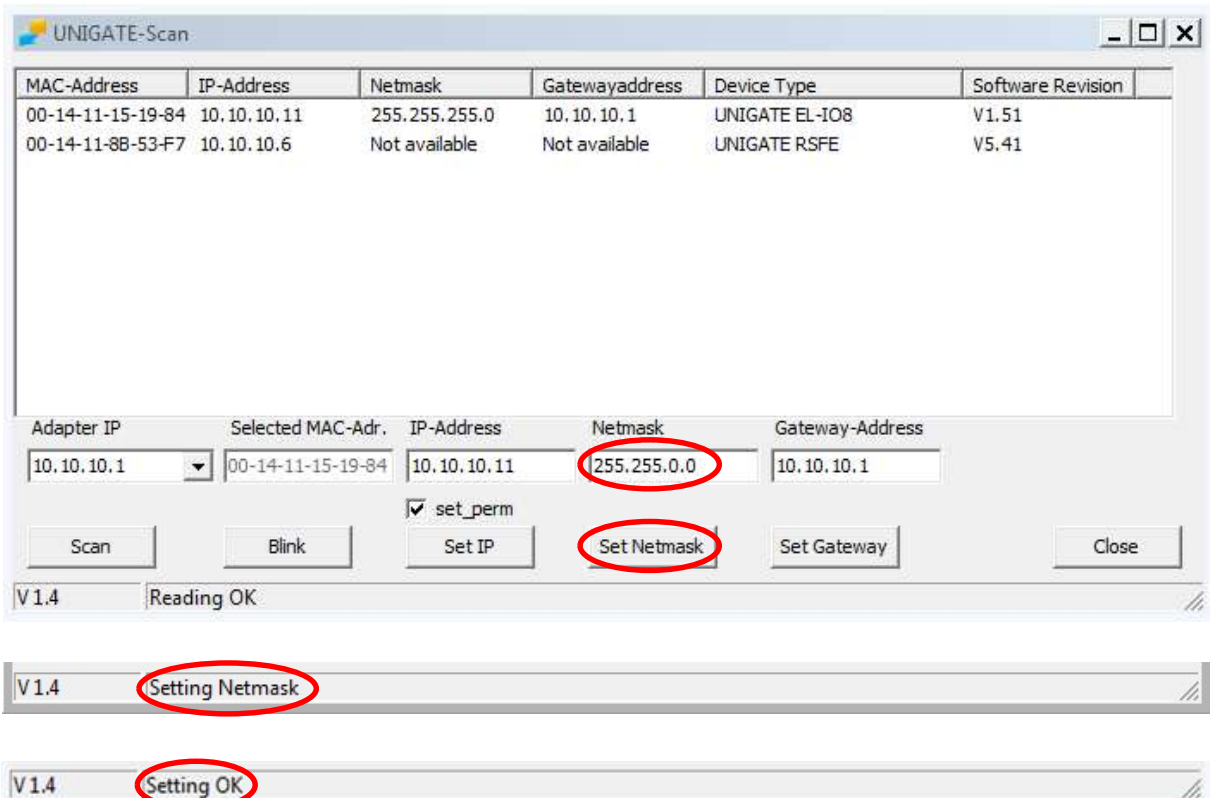 UNIGATE-Scan
MAC-Address IP-Address Netmask Gatewayaddress Device Type Software Revision
00-14-11-15-19-84 10.10.10.11 255.255.255.0 10.10.10.1 UNIGATE EL-IO8 V1.51
00-14-11-8B-53-F7 10.10.10.6 Not available Not available UNIGATE RSFE V5.41
Adapter IP Selected MAC-Adr. IP-Address Netmask Gateway-Address
10.10.10.1 00-14-11-15-19-84 10.10.10.11 255.255.0.0 10.10.10.1
set_perm
Scan Blink Set IP Set Netmask Set Gateway Close
V 1.4 Reading OK
V 1.4 Setting Netmask
V 1.4 Setting OK